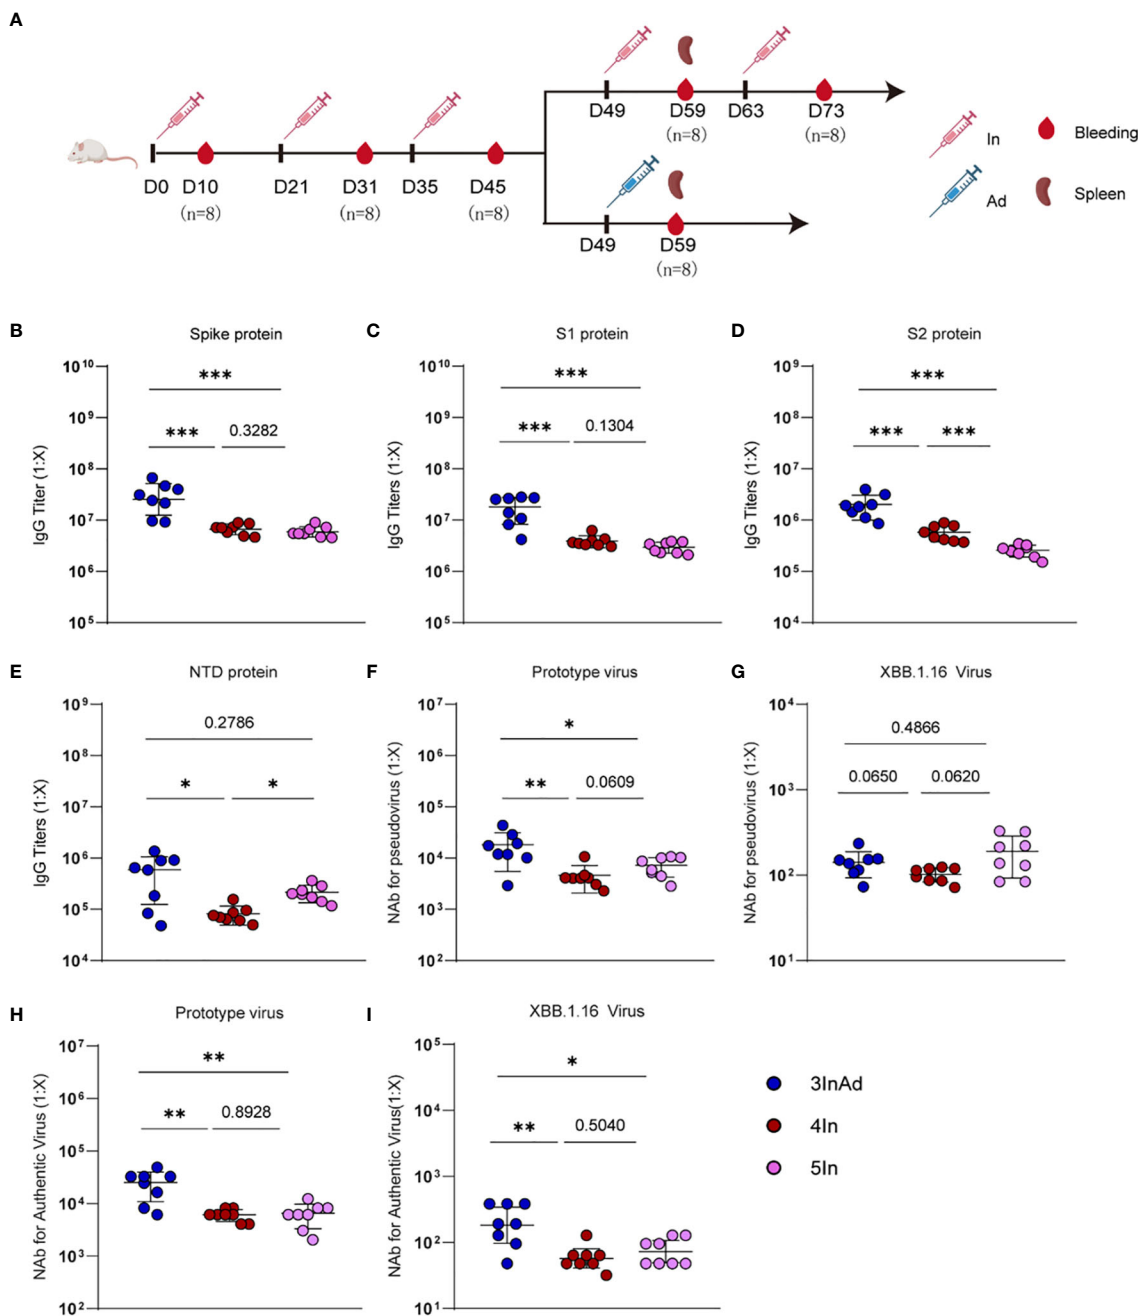 A
D49 D59 D63 D73
(n=8) (n=8)
D0 D10 D21 D31 D35 D45
(n=8) (n=8) (n=8)
D49 D59
(n=8)
In Bleeding
Ad Spleen
B
Spike protein
IgG Titer (1:X)
10^10
10^9
10^8
10^7
10^6
10^5
***
*** 0.3282
C
S1 protein
IgG Titers (1:X)
10^10
10^9
10^8
10^7
10^6
10^5
***
*** 0.1304
D
S2 protein
IgG Titers (1:X)
10^9
10^8
10^7
10^6
10^5
10^4
***
*** ***
E
NTD protein
IgG Titers (1:X)
10^9
10^8
10^7
10^6
10^5
10^4
0.2786
* *
F
Prototype virus
NAb for pseudovirus (1:X)
10^7
10^6
10^5
10^4
10^3
10^2
*
** 0.0609
G
XBB.1.16 Virus
NAb for pseudovirus (1:X)
10^4
10^3
10^2
10^1
0.4866
0.0650 0.0620
H
Prototype virus
NAb for Authentic Virus (1:X)
10^7
10^6
10^5
10^4
10^3
10^2
**
** 0.8928
I
XBB.1.16 Virus
NAb for Authentic Virus(1:X)
10^5
10^4
10^3
10^2
10^1
*
** 0.5040
3InAd
4In
5In